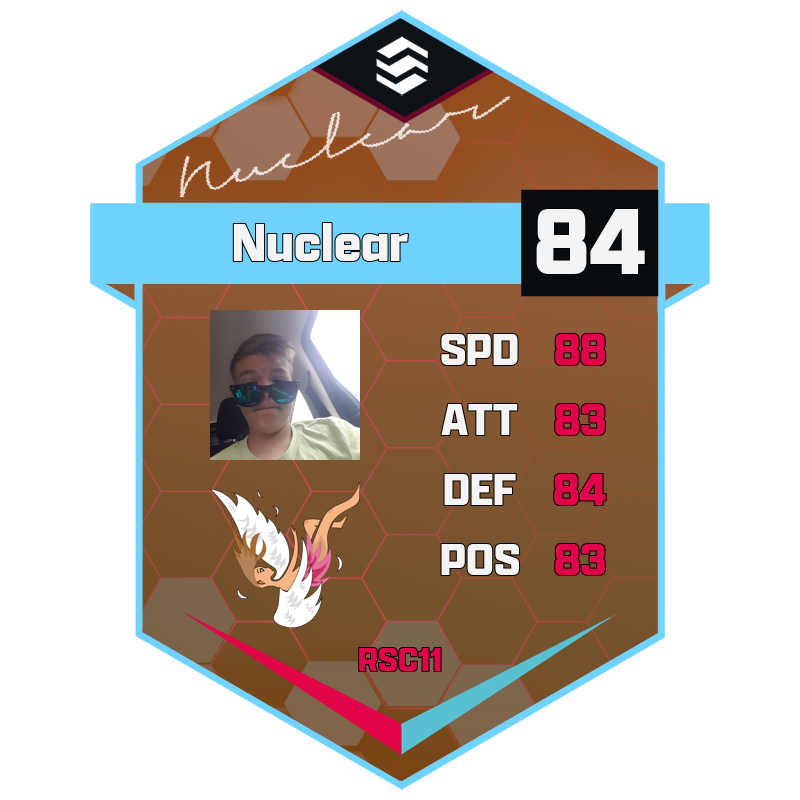 Nuclear
Nuclear
84
SPD 88
ATT 83
DEF 84
POS 83
RSC11